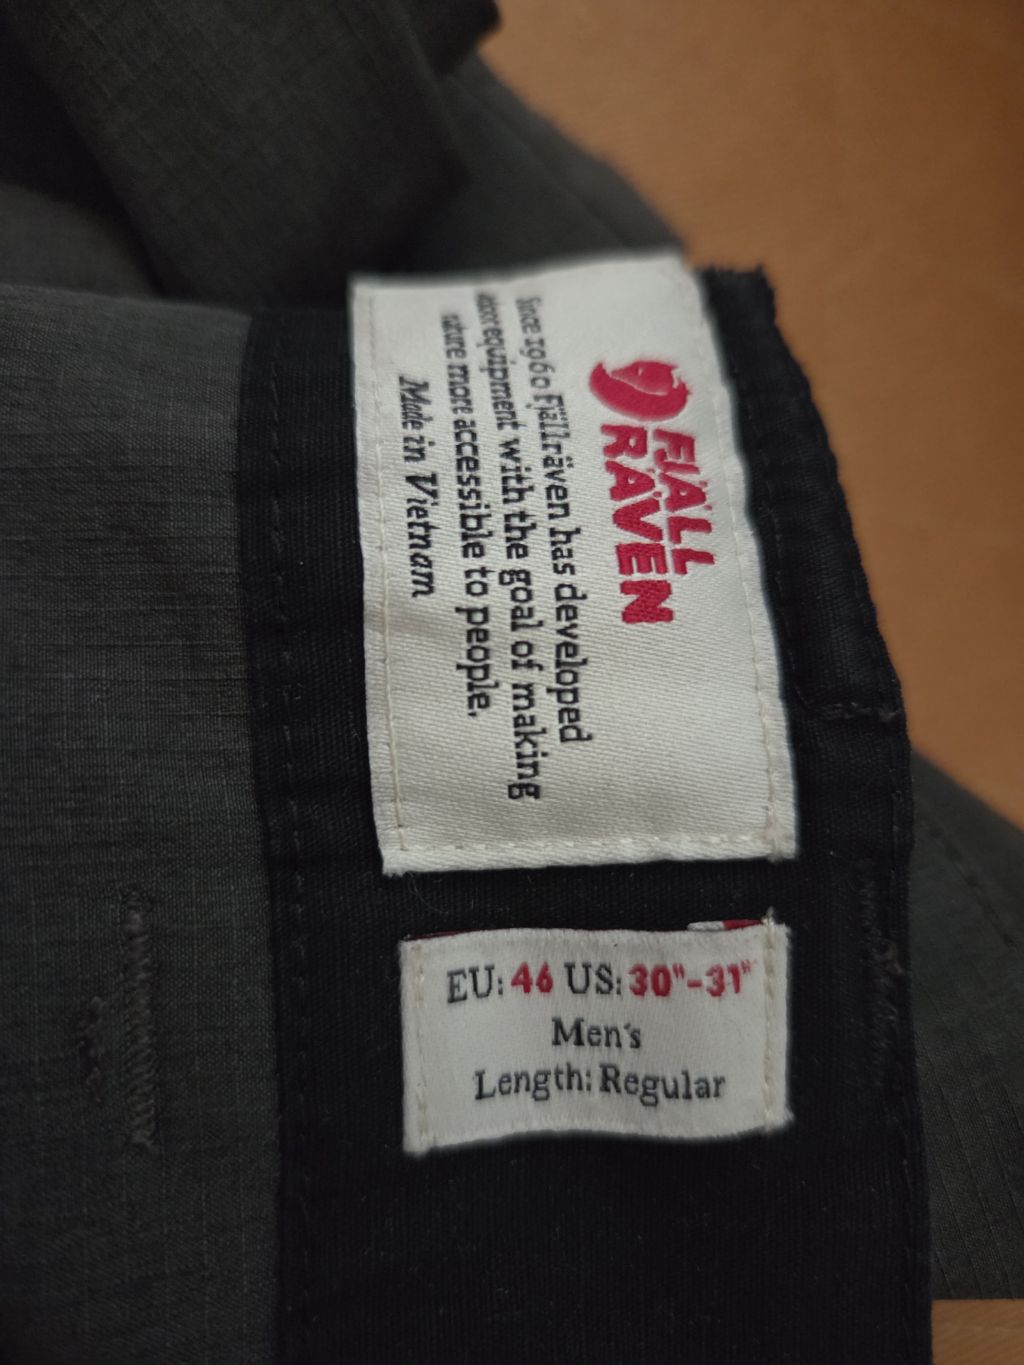 FJÄLL
RÄVEN
Since 1960 Fjällräven has developed
equipment with the goal of making
more accessible to people.
Made in Vietnam
EU: 46 US: 30"-31"
Men's
Length: Regular